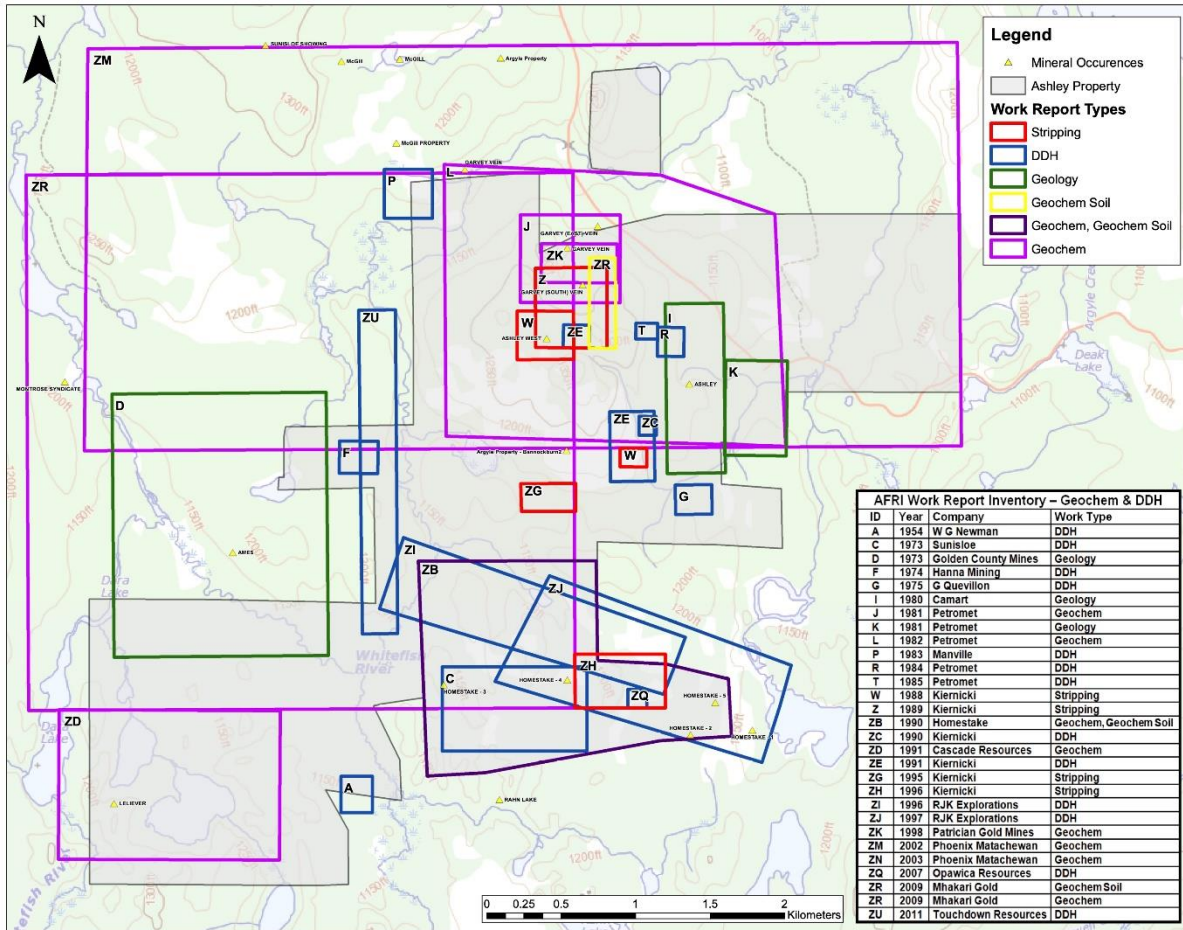 N
ZM
SUNISLOE SHOWING
McGill
McGILL
Argyle Property
1150ft
1300ft
1100ft
McGill PROPERTY
GARVEY VEIN
L
P
ZR
J
GARVEY (EAST) VEIN
GARVEY VEIN
ZK
ZR
Z
GARVEY (SOUTH) VEIN
W
ZE
ASHLEY WEST
T
R
I
ZU
K
ASHLEY
MONTROSE SYNDICATE
D
ZE
ZC
W
F
Argyle Property - Bannockburn2
ZG
G
Argyle Creek
Deak Lake
AMES
ZI
ZB
ZJ
Whitefish River
ZH
C
HOMESTAKE - 3
HOMESTAKE - 4
ZQ
HOMESTAKE - 5
HOMESTAKE - 2
HOMESTAKE - 1
ZD
A
LELIEVER
RAHN LAKE
Whitefish River
1200ft
1150ft
Legend
Mineral Occurences
Ashley Property
Work Report Types
Stripping
DDH
Geology
Geochem Soil
Geochem, Geochem Soil
Geochem
AFRI Work Report Inventory – Geochem & DDH
ID Year Company Work Type
A 1954 W G Newman DDH
C 1973 Sunisloe DDH
D 1973 Golden County Mines Geology
F 1974 Hanna Mining DDH
G 1975 G Quevillon DDH
I 1980 Camart Geology
J 1981 Petromet Geochem
K 1981 Petromet Geology
L 1982 Petromet Geochem
P 1983 Manville DDH
R 1984 Petromet DDH
T 1985 Petromet DDH
W 1988 Kiernicki Stripping
Z 1989 Kiernicki Stripping
ZB 1990 Homestake Geochem, Geochem Soil
ZC 1990 Kiernicki DDH
ZD 1991 Cascade Resources Geochem
ZE 1991 Kiernicki DDH
ZG 1995 Kiernicki Stripping
ZH 1996 Kiernicki Stripping
ZI 1996 RJK Explorations DDH
ZJ 1997 RJK Explorations DDH
ZK 1998 Patrician Gold Mines Geochem
ZM 2002 Phoenix Matachewan Geochem
ZN 2003 Phoenix Matachewan Geochem
ZQ 2007 Opawica Resources DDH
ZR 2009 Mhakari Gold Geochem Soil
ZR 2009 Mhakari Gold Geochem
ZU 2011 Touchdown Resources DDH
0 0.25 0.5 1 1.5 2
Kilometers